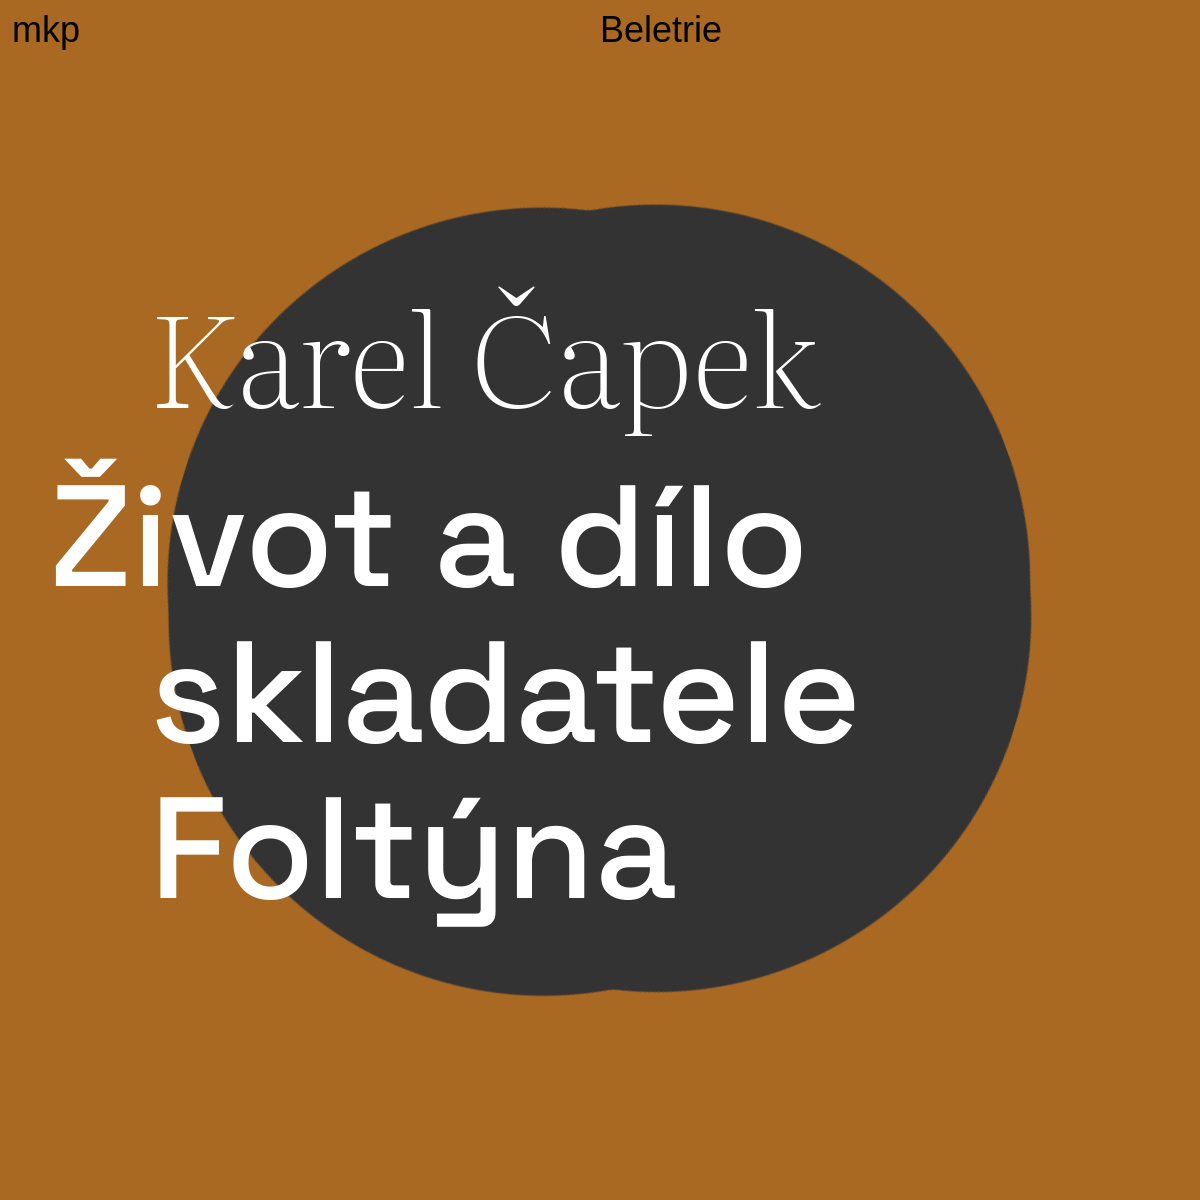 mkp
Beletrie
Karel Čapek
Život a dílo
skladatele
Foltýna